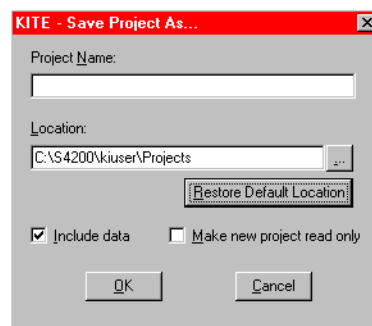 KITE - Save Project As...
Project Name:
Location:
C:\S4200\kiuser\Projects
...
Restore Default Location
Include data
Make new project read only
OK
Cancel